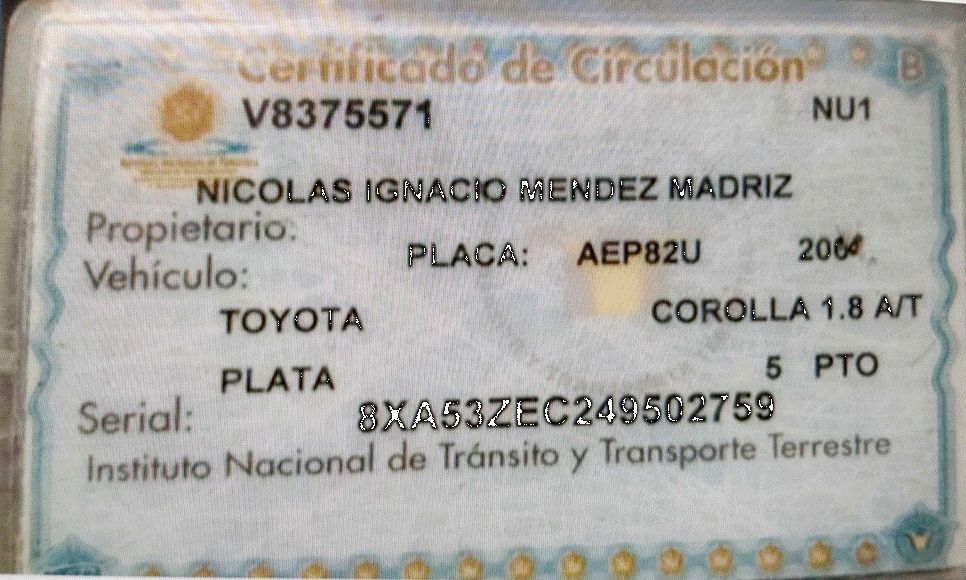 Certificado de Circulación B
V8375571 NU1
NICOLAS IGNACIO MENDEZ MADRIZ
Propietario:
PLACA: AEP82U
Vehículo:
TOYOTA COROLLA 1.8 A/T
PLATA 5 PTO
Serial: 8XA53ZEC249502759
Instituto Nacional de Tránsito y Transporte Terrestre